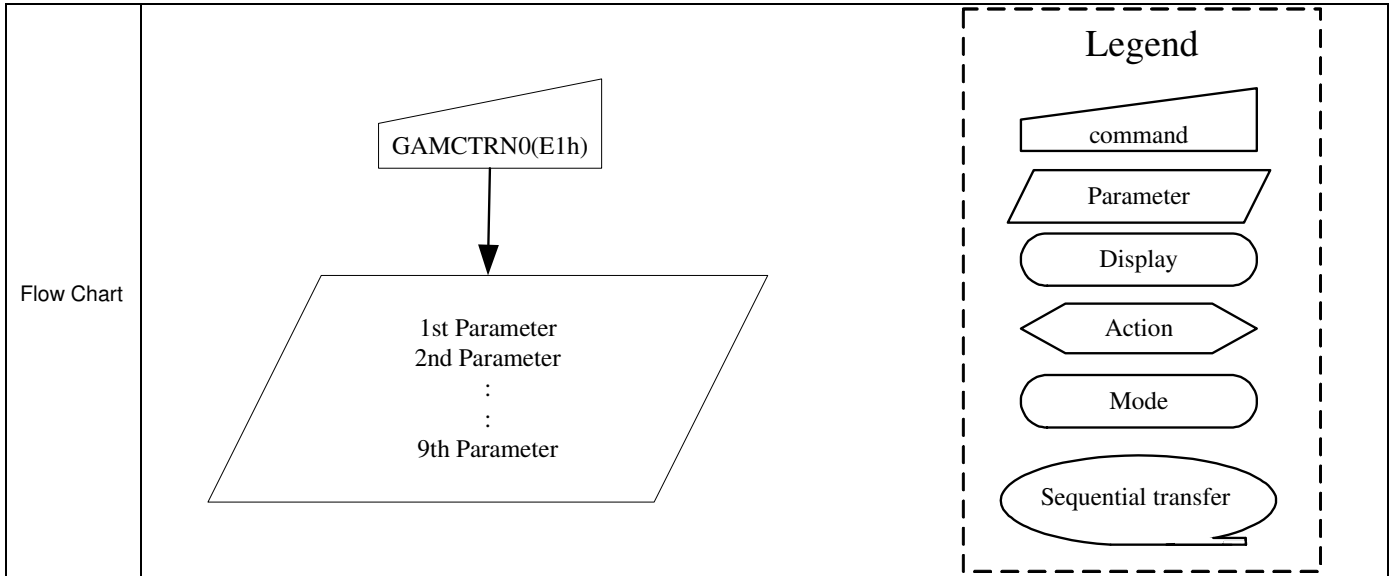 Flow Chart
GAMCTRN0(E1h)
1st Parameter
2nd Parameter
:
:
9th Parameter
Legend
command
Parameter
Display
Action
Mode
Sequential transfer